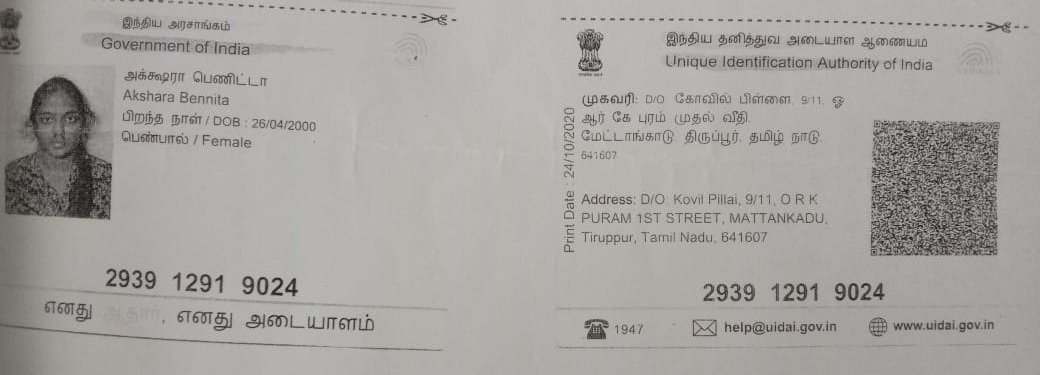 இந்திய அரசாங்கம்
Government of India
அக்ஷரா பெணிட்டா
Akshara Bennita
பிறந்த நாள் / DOB : 26/04/2000
பெண்பால் / Female
2939 1291 9024
எனது ஆதார், எனது அடையாளம்
இந்திய தனித்துவ அடையாள ஆணையம்
Unique Identification Authority of India
Print Date : 24/10/2020
முகவரி: D/O கோவில் பிள்ளை, 9/11, ஓ
ஆர் கே புரம் முதல் வீதி,
மேட்டாங்காடு, திருப்பூர், தமிழ் நாடு,
641607
Address: D/O: Kovil Pillai, 9/11, O R K
PURAM 1ST STREET, MATTANKADU,
Tiruppur, Tamil Nadu, 641607
2939 1291 9024
1947 help@uidai.gov.in www.uidai.gov.in